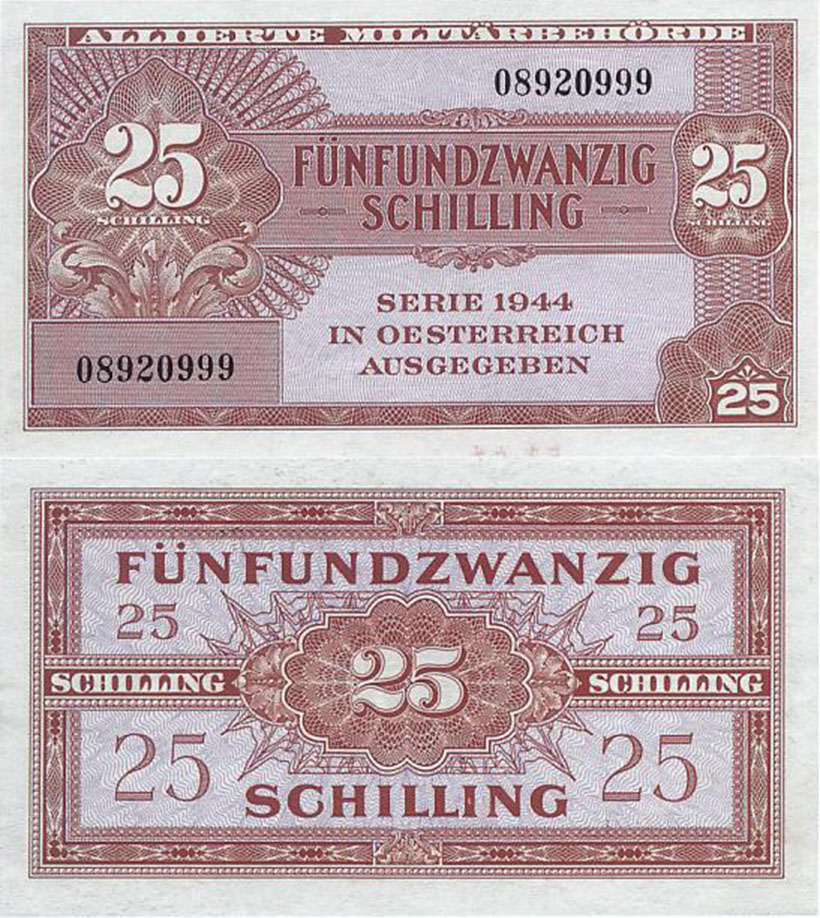 ALLIIERTE MILITÄRBEHÖRDE
08920999
25
SCHILLING
FÜNFUNDZWANZIG
SCHILLING
25
SCHILLING
SERIE 1944
IN OESTERREICH
AUSGEGEBEN
08920999
25
FÜNFUNDZWANZIG
25
25
SCHILLING
25
SCHILLING
25
25
SCHILLING